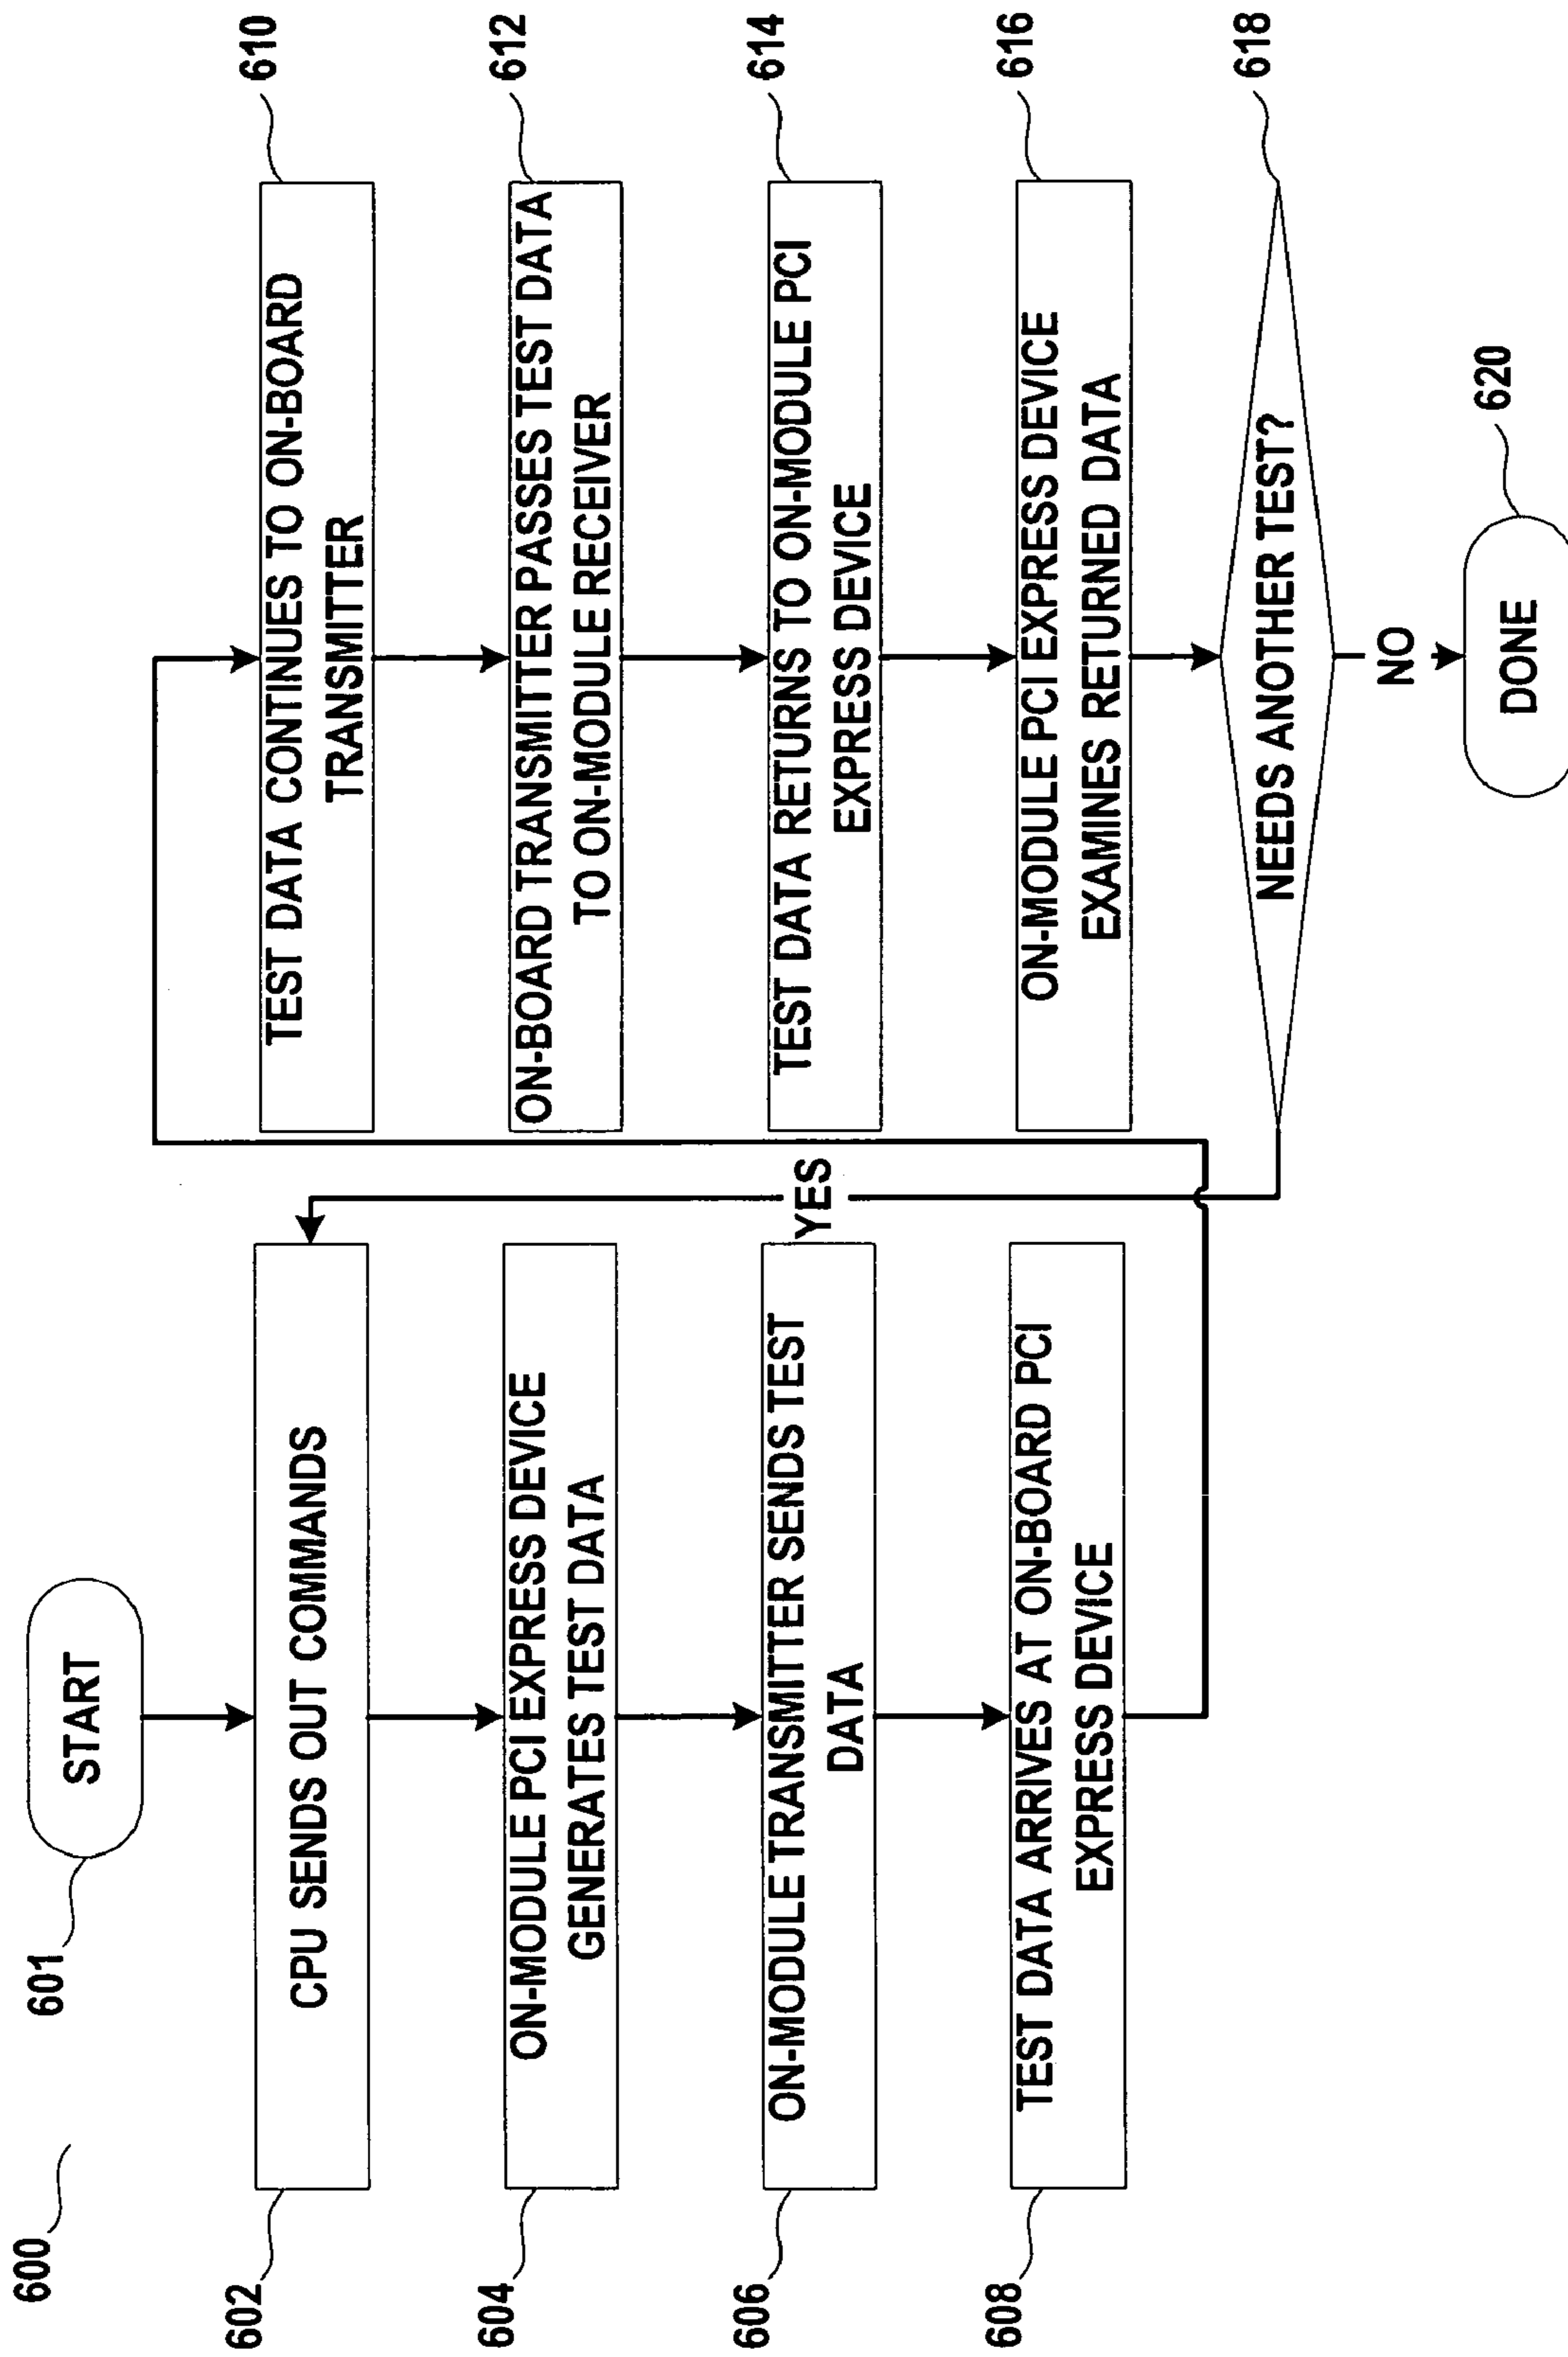 600
601
START
602
CPU SENDS OUT COMMANDS
604
ON-MODULE PCI EXPRESS DEVICE
GENERATES TEST DATA
606
ON-MODULE TRANSMITTER SENDS TEST
DATA
608
TEST DATA ARRIVES AT ON-BOARD PCI
EXPRESS DEVICE
YES
610
TEST DATA CONTINUES TO ON-BOARD
TRANSMITTER
612
ON-BOARD TRANSMITTER PASSES TEST DATA
TO ON-MODULE RECEIVER
614
TEST DATA RETURNS TO ON-MODULE PCI
EXPRESS DEVICE
616
ON-MODULE PCI EXPRESS DEVICE
EXAMINES RETURNED DATA
618
NEEDS ANOTHER TEST?
NO
620
DONE